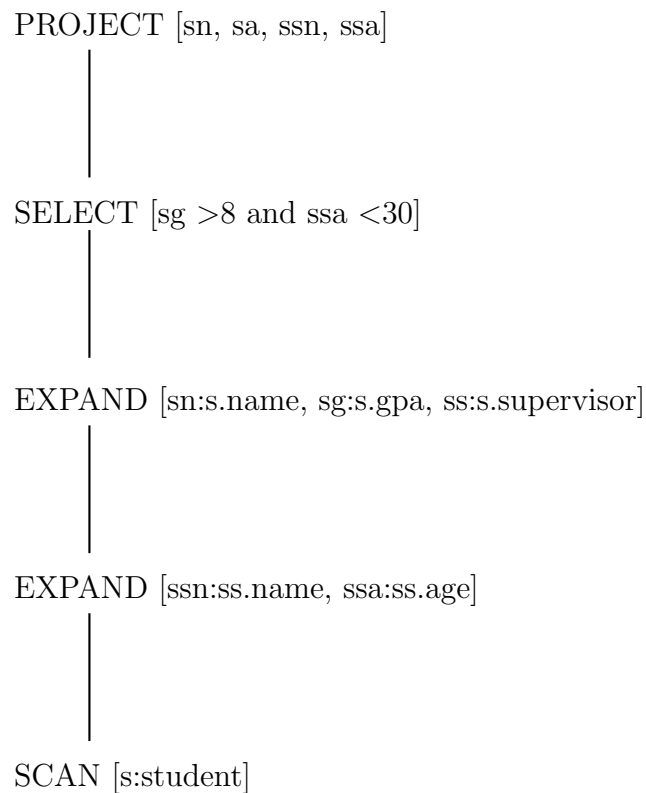 PROJECT [sn, sa, ssn, ssa]
SELECT [sg >8 and ssa <30]
EXPAND [sn:s.name, sg:s.gpa, ss:s.supervisor]
EXPAND [ssn:ss.name, ssa:ss.age]
SCAN [s:student]